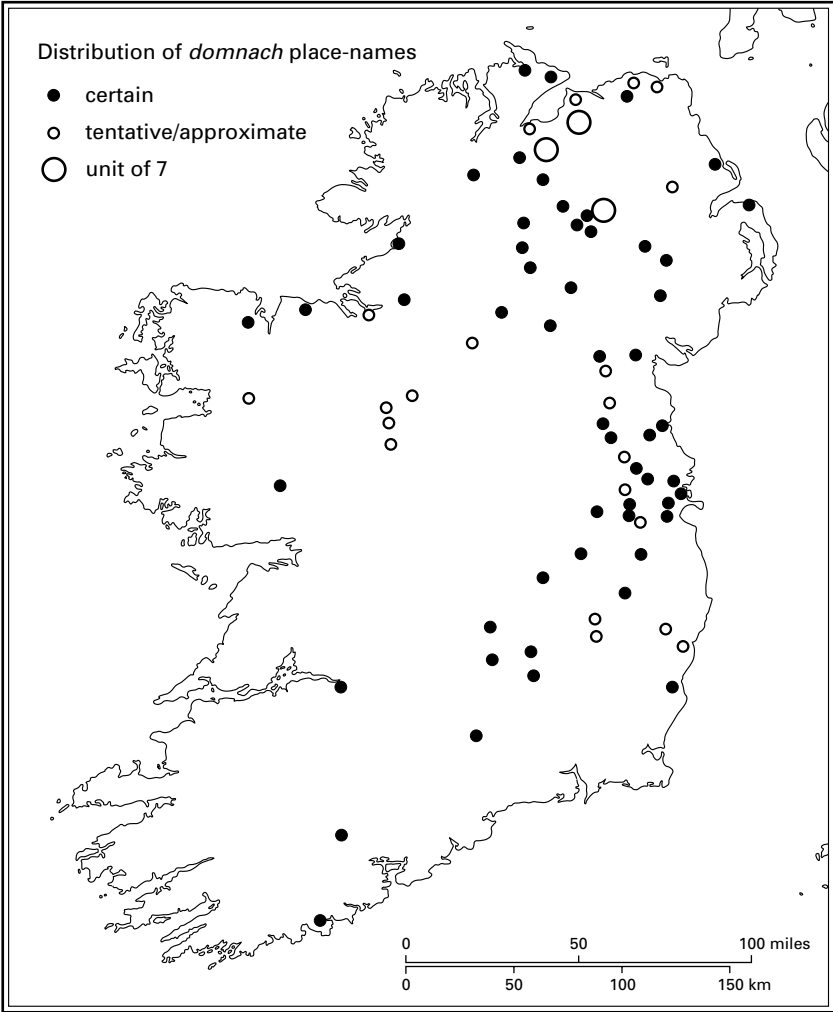 Distribution of domnach place-names
certain
tentative/approximate
unit of 7
0 50 100 miles
0 50 100 150 km